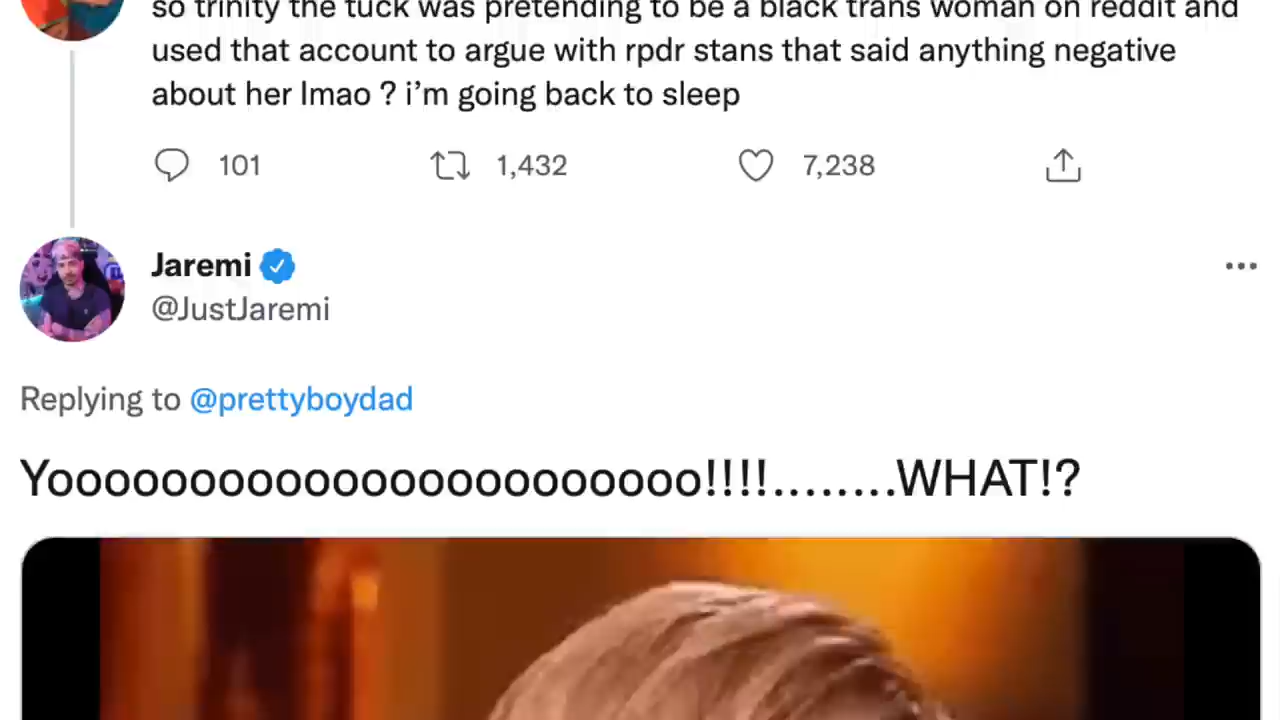 so trinity the tuck was pretending to be a black trans woman on reddit and
used that account to argue with rpdr stans that said anything negative
about her lmao ? i’m going back to sleep
101 1,432 7,238
Jaremi
@JustJaremi
Replying to @prettyboydad
Yooooooooooooooooooooooo!!!!........WHAT!?